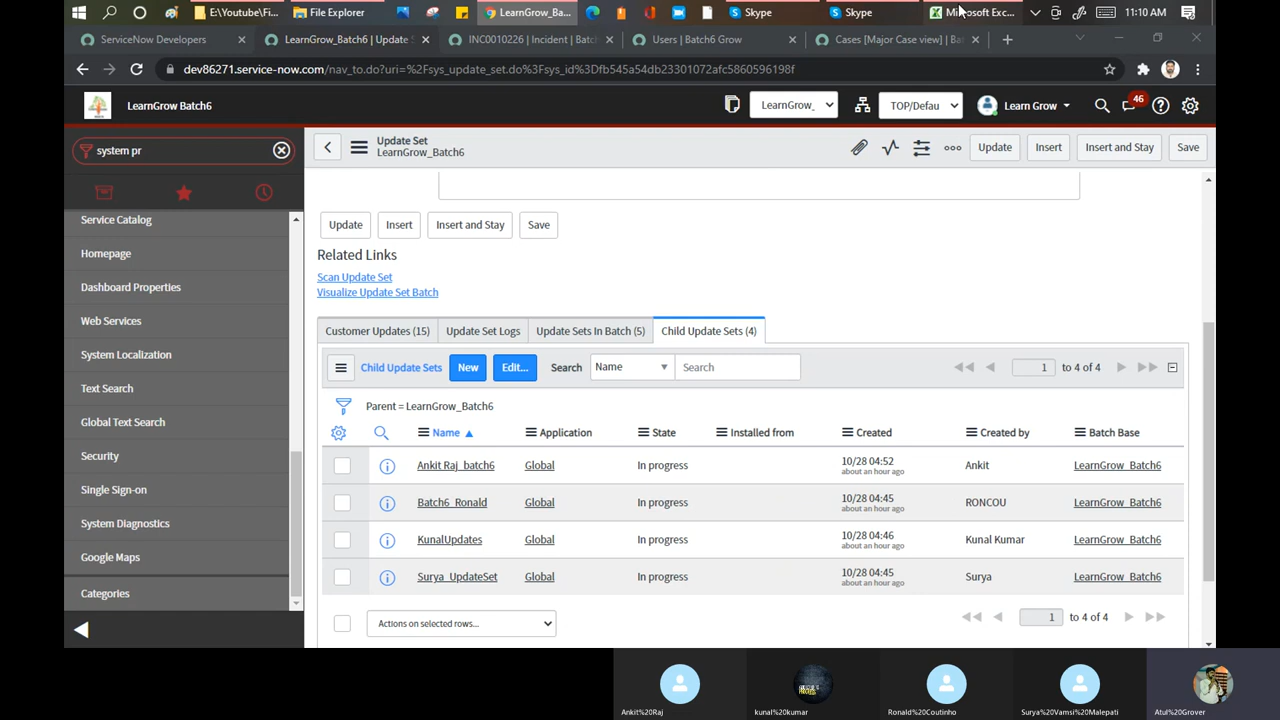 E:\Youtube\Fi... File Explorer LearnGrow_Ba... Skype Skype Microsoft Exc... 11:10 AM
ServiceNow Developers LearnGrow_Batch6 | Update S INC0010226 | Incident | Batc Users | Batch6 Grow Cases [Major Case view] | Bat
dev86271.service-now.com/nav_to.do?uri=%2Fsys_update_set.do%3Fsys_id%3Dfb545a54db23301072afc5860596198f
LearnGrow Batch6 LearnGrow_ TOP/Defau Learn Grow 46
system pr
Update Set
LearnGrow_Batch6
Update Insert Insert and Stay Save
Service Catalog
Homepage
Dashboard Properties
Web Services
System Localization
Text Search
Global Text Search
Security
Single Sign-on
System Diagnostics
Google Maps
Categories
Update Insert Insert and Stay Save
Related Links
Scan Update Set
Visualize Update Set Batch
Customer Updates (15) Update Set Logs Update Sets In Batch (5) Child Update Sets (4)
Child Update Sets New Edit... Search Name Search 1 to 4 of 4
Parent = LearnGrow_Batch6
Name Application State Installed from Created Created by Batch Base
Ankit Raj_batch6 Global In progress 10/28 04:52 about an hour ago Ankit LearnGrow_Batch6
Batch6_Ronald Global In progress 10/28 04:45 about an hour ago RONCOU LearnGrow_Batch6
KunalUpdates Global In progress 10/28 04:46 about an hour ago Kunal Kumar LearnGrow_Batch6
Surya_UpdateSet Global In progress 10/28 04:45 about an hour ago Surya LearnGrow_Batch6
Actions on selected rows... 1 to 4 of 4
Ankit%20Raj kunal%20kumar Ronald%20Coutinho Surya%20Vamsi%20Malepati Atul%20Grover